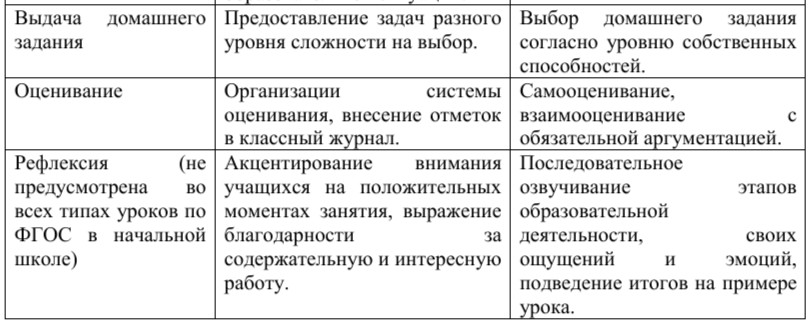 Выдача домашнего
задания
Предоставление задач разного
уровня сложности на выбор.
Выбор домашнего задания
согласно уровню собственных
способностей.
Оценивание
Организации системы
оценивания, внесение отметок
в классный журнал.
Самооценивание,
взаимооценивание с
обязательной аргументацией.
Рефлексия (не
предусмотрена во
всех типах уроков по
ФГОС в начальной
школе)
Акцентирование внимания
учащихся на положительных
моментах занятия, выражение
благодарности за
содержательную и интересную
работу.
Последовательное
озвучивание этапов
образовательной
деятельности, своих
ощущений и эмоций,
подведение итогов на примере
урока.